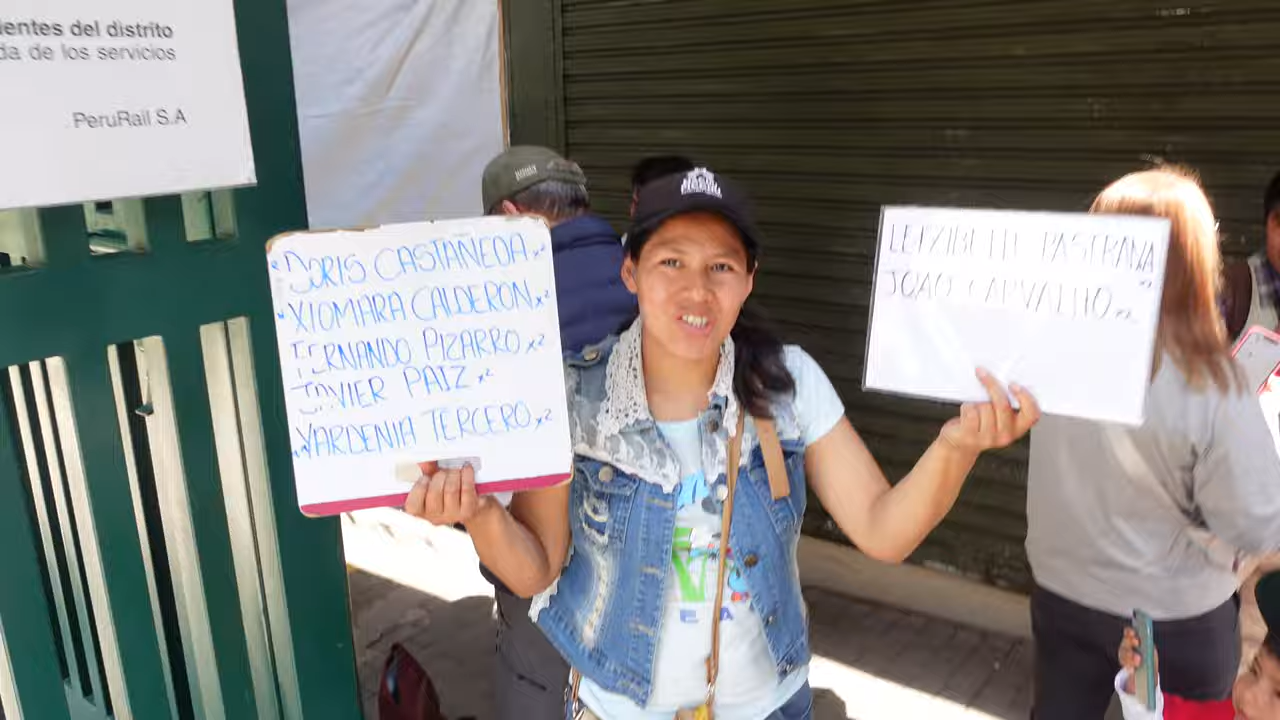 ientes del distrito
da de los servicios
PeruRail S.A
DORIS CASTAÑEDA x2
XIOMARA CALDERON x2
FERNANDO PIZARRO x2
JAVIER PAIZ x2
YARDENIA TERCERO x2
LEIZIBETH PASTRANA
JOAO CARVALHO x2